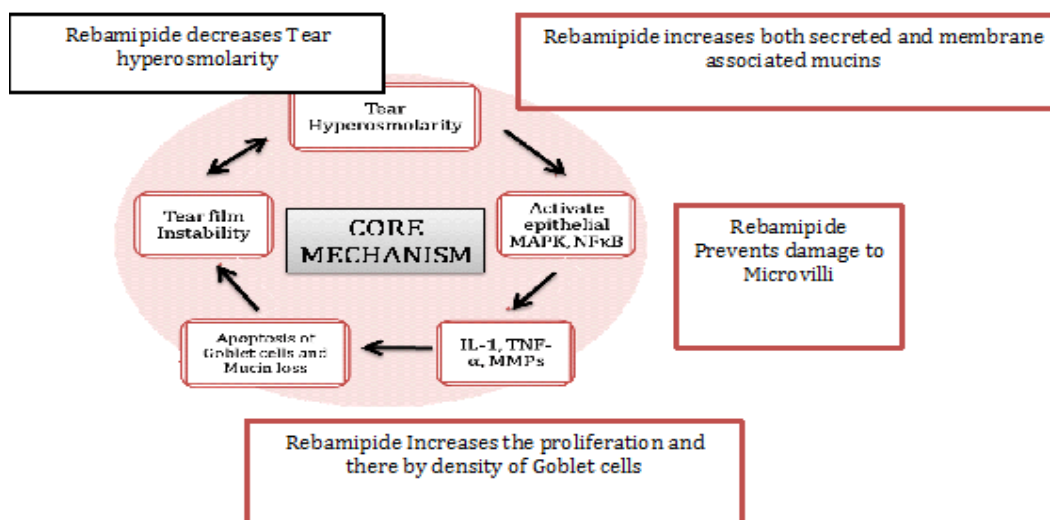 Rebamipide decreases Tear
hyperosmolarity
Rebamipide increases both secreted and membrane
associated mucins
Tear
Hyperosmolarity
Tear film
Instability
CORE
MECHANISM
Activate
epithelial
MAPK, NFκB
Rebamipide
Prevents damage to
Microvilli
Apoptosis of
Goblet cells and
Mucin loss
IL-1, TNF-
α, MMPs
Rebamipide Increases the proliferation and
there by density of Goblet cells